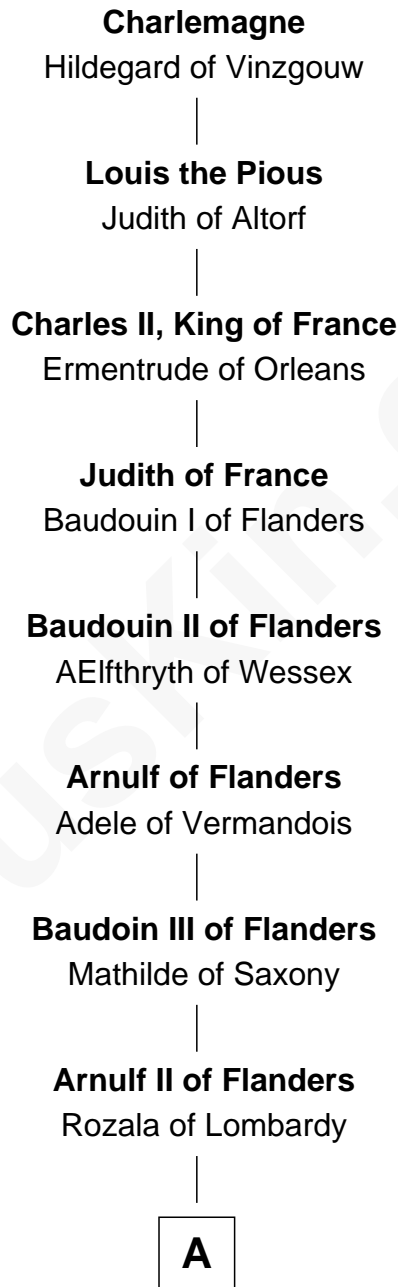 Charlemagne
Hildegard of Vinzgouw
Louis the Pious
Judith of Altorf
Charles II, King of France
Ermentrude of Orleans
Judith of France
Baudouin I of Flanders
Baudouin II of Flanders
AElfthryth of Wessex
Arnulf of Flanders
Adele of Vermandois
Baudoin III of Flanders
Mathilde of Saxony
Arnulf II of Flanders
Rozala of Lombardy
A